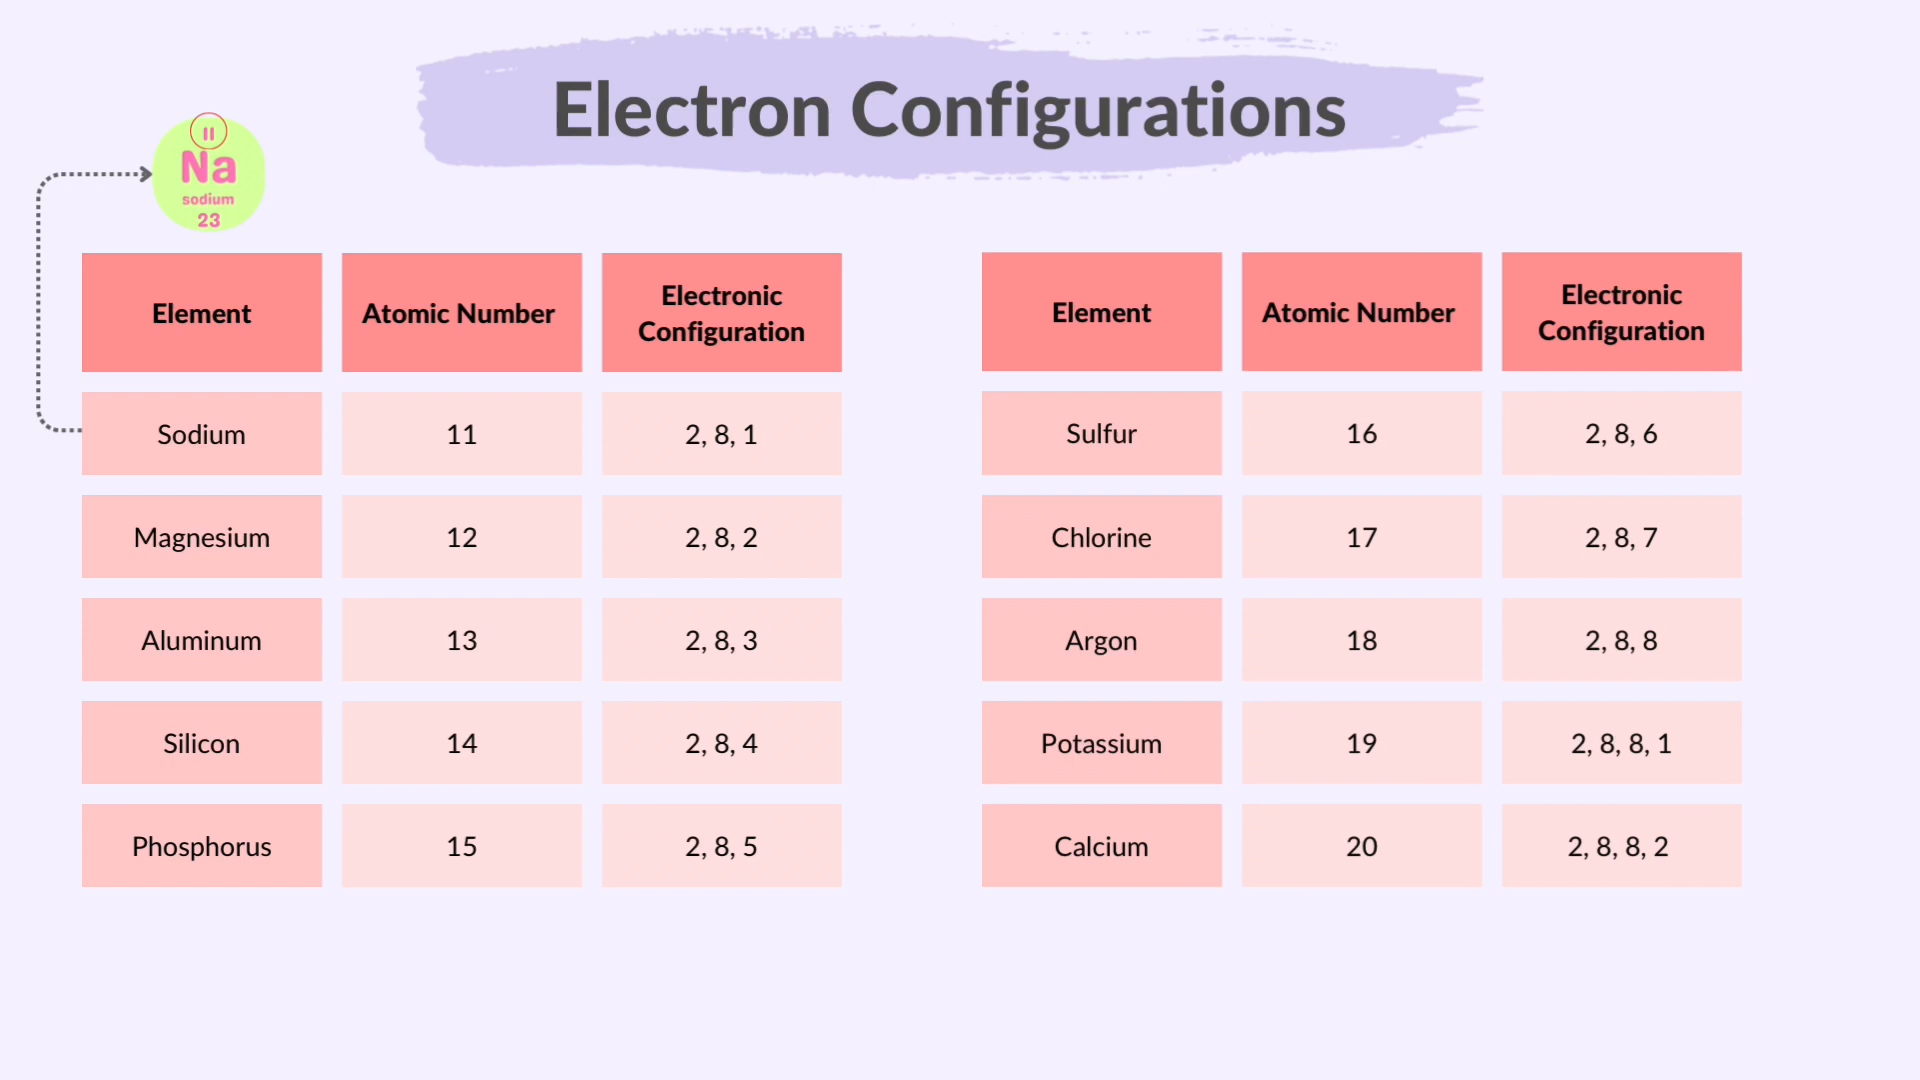 Electron Configurations
11
Na
sodium
23
Element Atomic Number Electronic Configuration
Sodium 11 2, 8, 1
Magnesium 12 2, 8, 2
Aluminum 13 2, 8, 3
Silicon 14 2, 8, 4
Phosphorus 15 2, 8, 5
Element Atomic Number Electronic Configuration
Sulfur 16 2, 8, 6
Chlorine 17 2, 8, 7
Argon 18 2, 8, 8
Potassium 19 2, 8, 8, 1
Calcium 20 2, 8, 8, 2